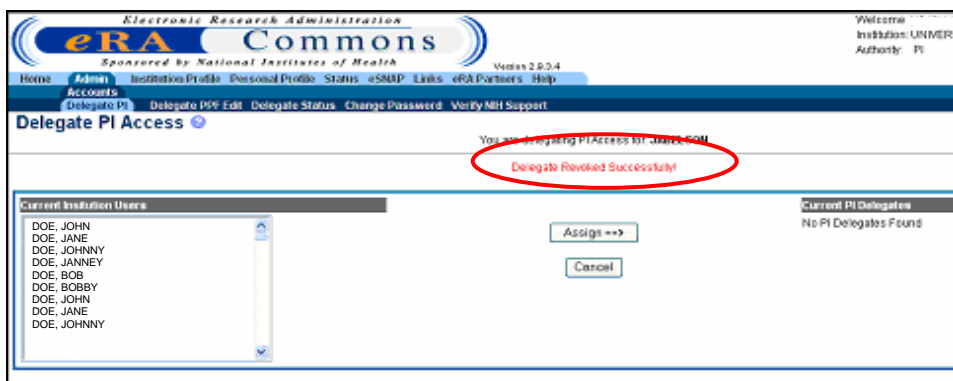 Electronic Research Administration
eRA Commons
Sponsored by National Institutes of Health
Version 2.9.3.4
Welcome
Institution: UNIVER
Authority: PI
Home Admin Institution Profile Personal Profile Status eSNAP Links eRA Partners Help
Accounts
Delegate PI Delegate PPF Edit Delegate Status Change Password Verify NIH Support
Delegate PI Access
You are delegating PI Access for:
Delegate Revoked Successfully!
Current Insitution Users
Current PI Delegates
DOE, JOHN
DOE, JANE
DOE, JOHNNY
DOE, JANNEY
DOE, BOB
DOE, BOBBY
DOE, JOHN
DOE, JANE
DOE, JOHNNY
Assign ==>
Cancel
No PI Delegates Found